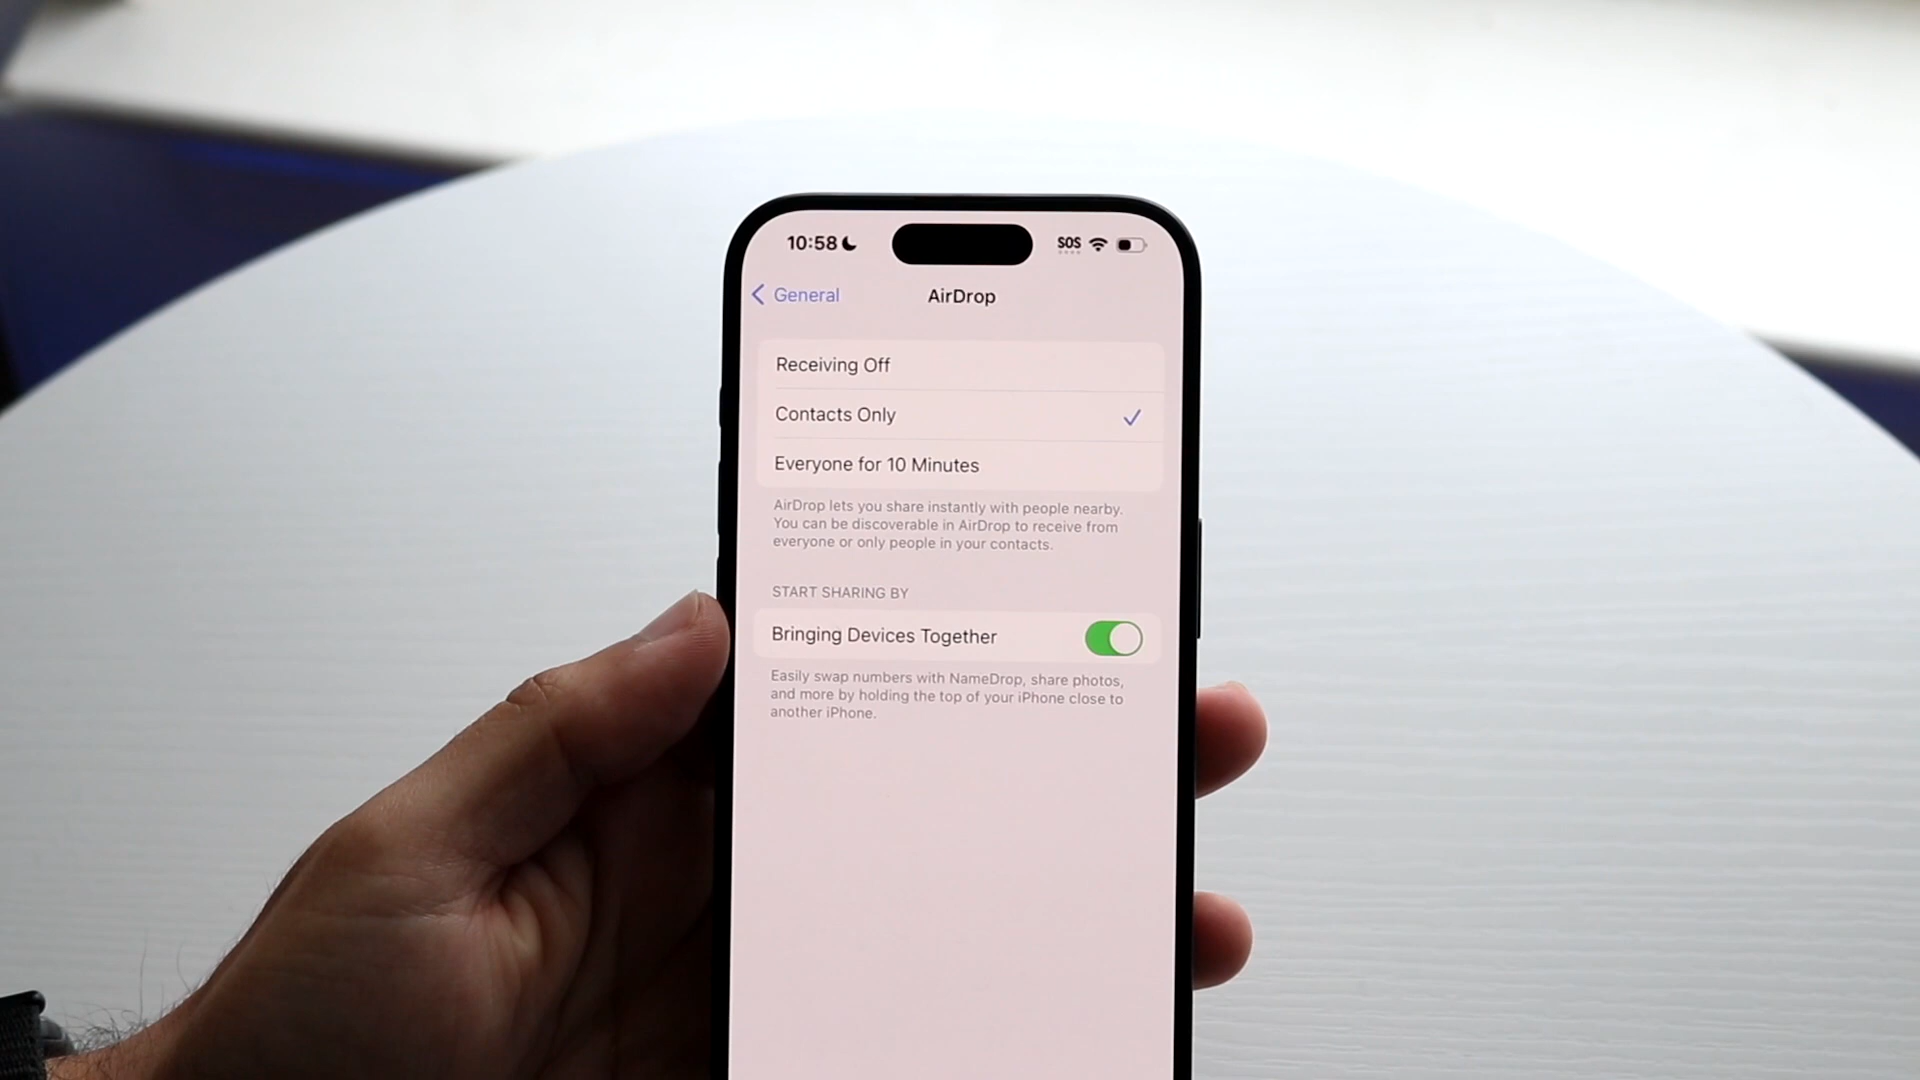 10:58
SOS
General
AirDrop
Receiving Off
Contacts Only
Everyone for 10 Minutes
AirDrop lets you share instantly with people nearby.
You can be discoverable in AirDrop to receive from
everyone or only people in your contacts.
START SHARING BY
Bringing Devices Together
Easily swap numbers with NameDrop, share photos,
and more by holding the top of your iPhone close to
another iPhone.